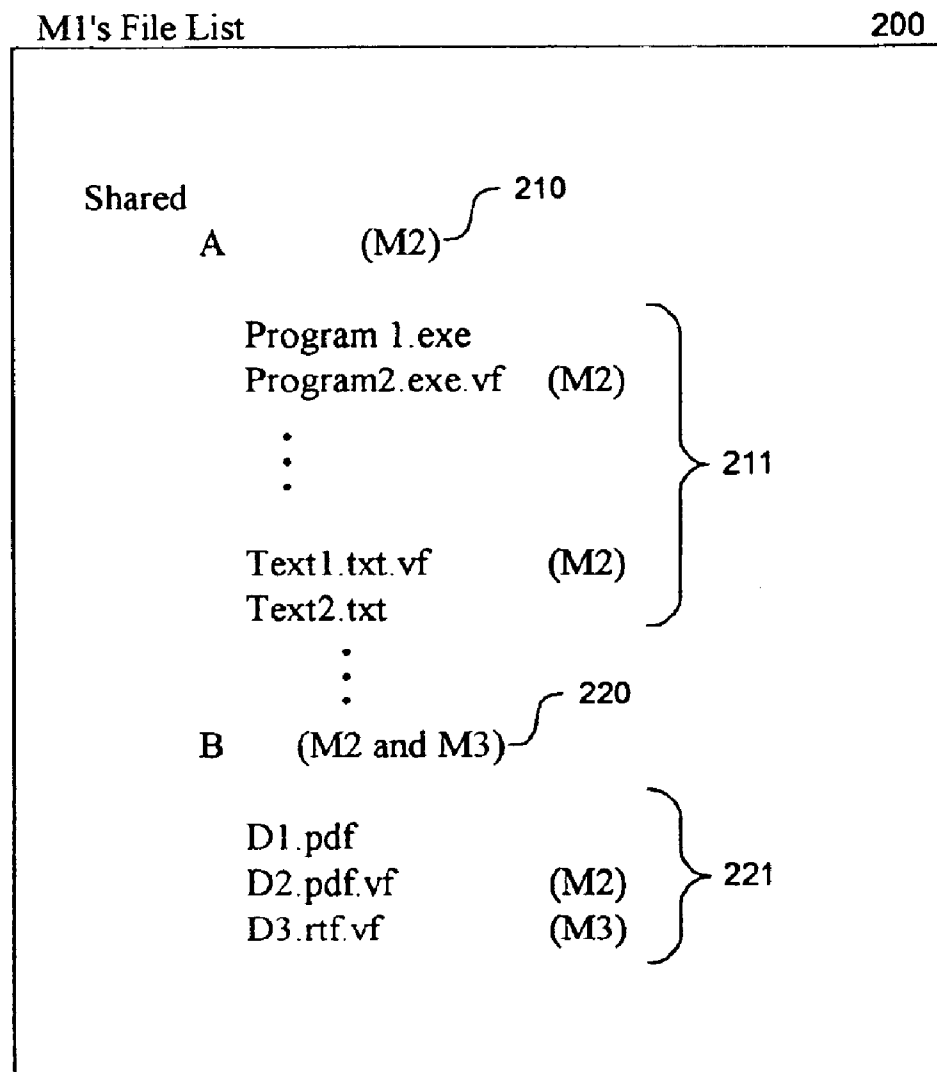 M1's File List 200
Shared
210
A (M2)
Program 1.exe
Program2.exe.vf (M2)
211
Text1.txt.vf (M2)
Text2.txt
220
B (M2 and M3)
D1.pdf
D2.pdf.vf (M2)
221
D3.rtf.vf (M3)